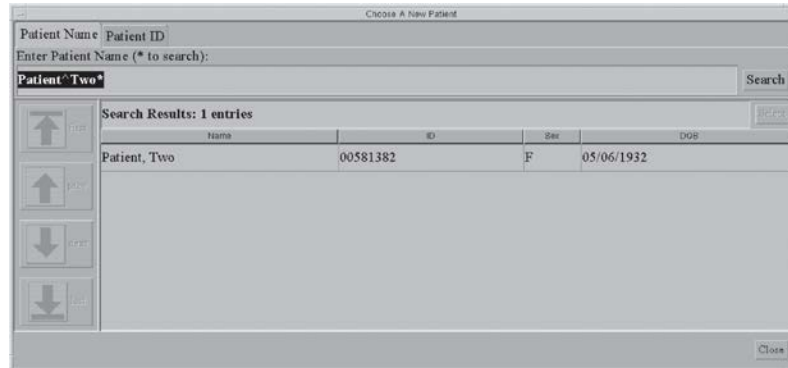 Choose A New Patient
Patient Name Patient ID
Enter Patient Name (* to search):
Patient^Two* Search
Search Results: 1 entries Select
Name ID Sex DOB
Patient, Two 00581382 F 05/06/1932
Close